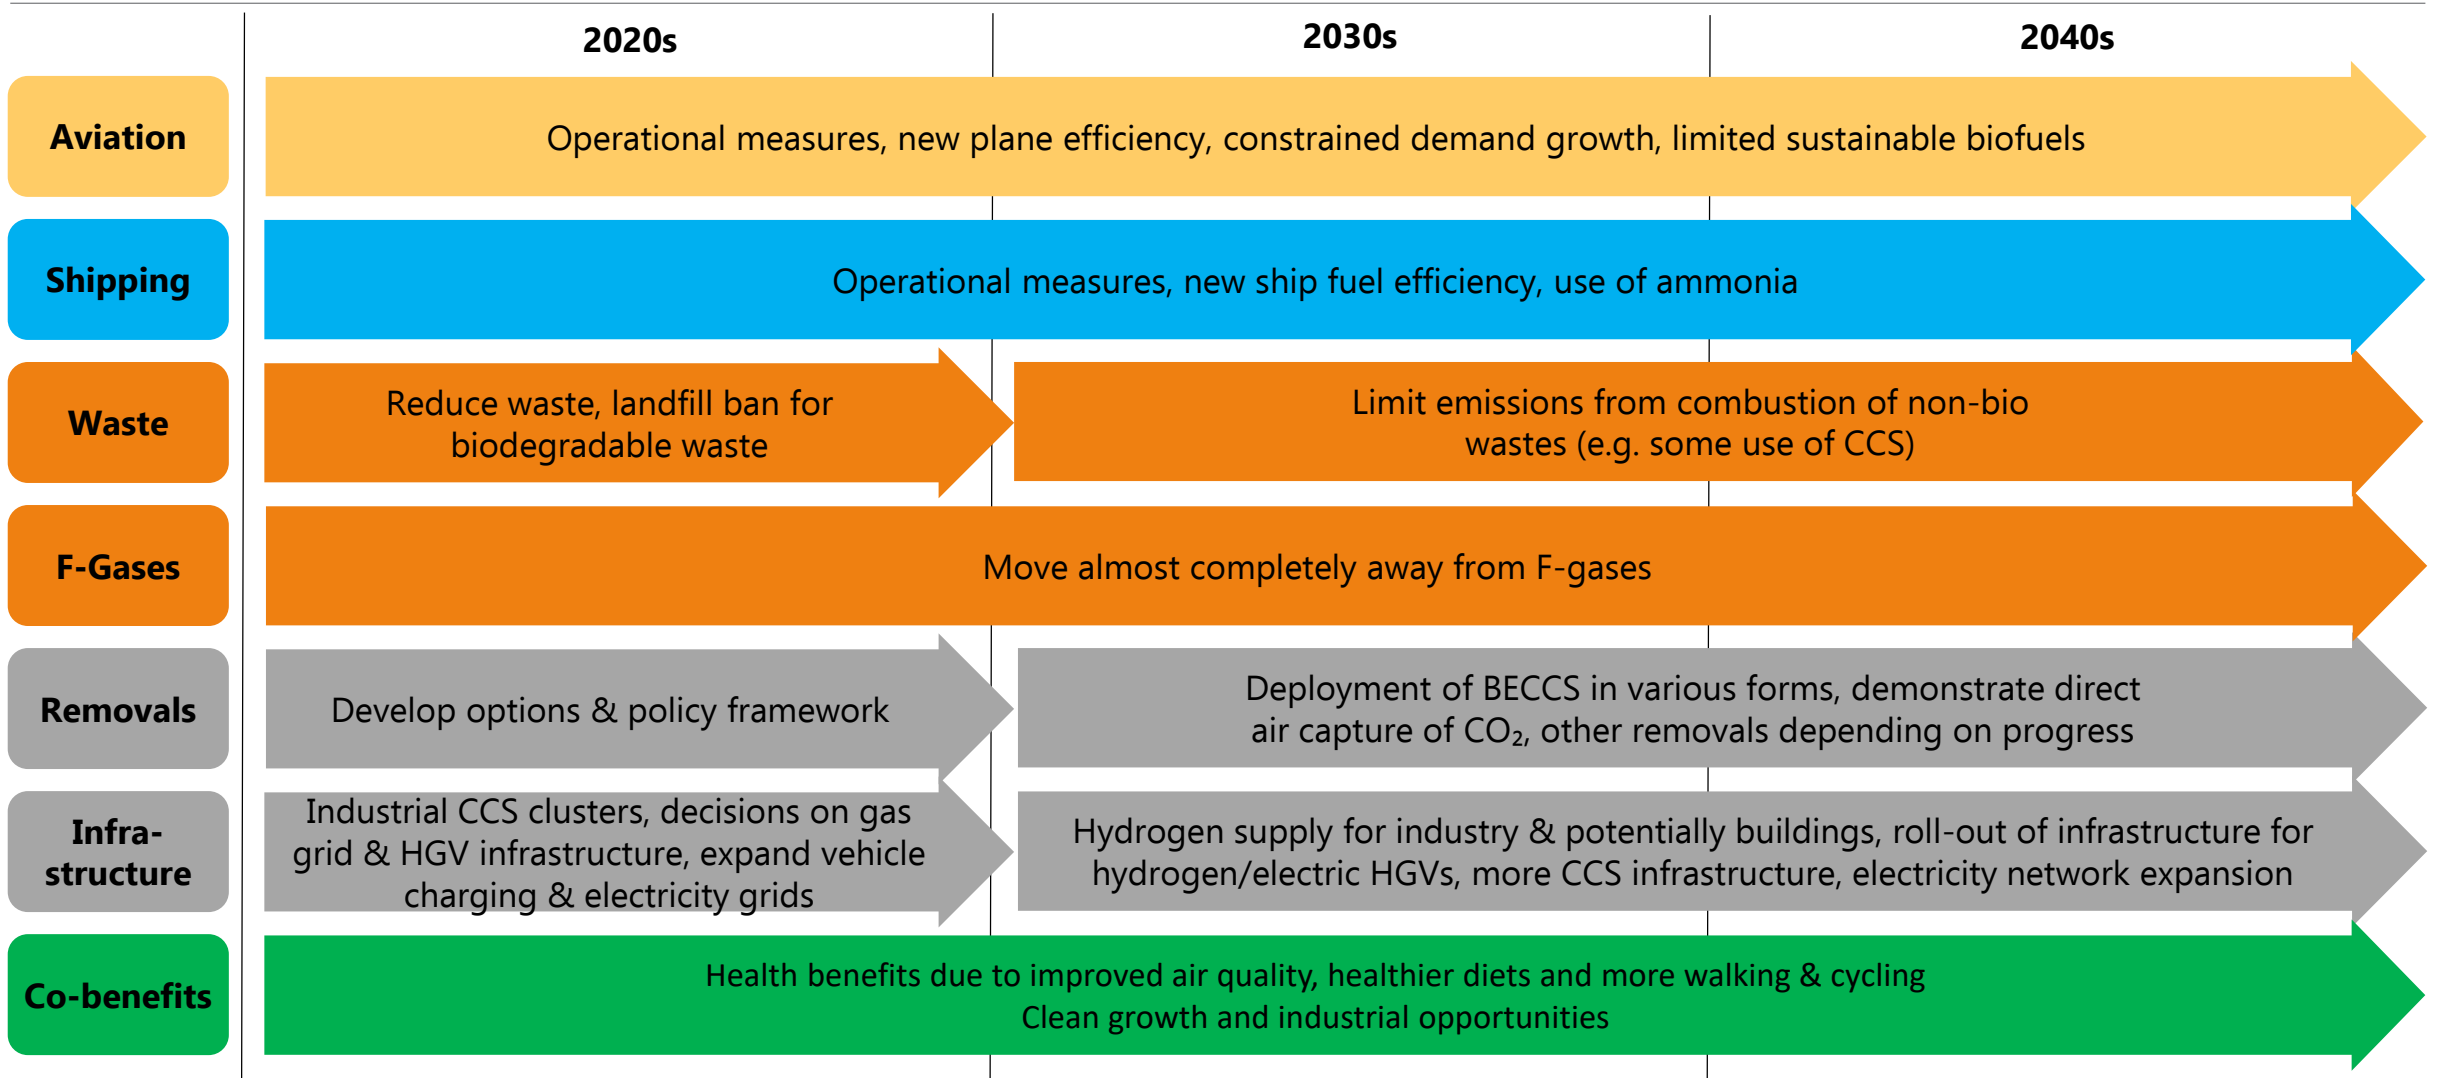 2020s
2030s
2040s
Aviation
Operational measures, new plane efficiency, constrained demand growth, limited sustainable biofuels
Shipping
Operational measures, new ship fuel efficiency, use of ammonia
Waste
Reduce waste, landfill ban for
biodegradable waste
Limit emissions from combustion of non-bio
wastes (e.g. some use of CCS)
F-Gases
Move almost completely away from F-gases
Removals
Develop options & policy framework
Deployment of BECCS in various forms, demonstrate direct
air capture of CO₂, other removals depending on progress
Infra-
structure
Industrial CCS clusters, decisions on gas
grid & HGV infrastructure, expand vehicle
charging & electricity grids
Hydrogen supply for industry & potentially buildings, roll-out of infrastructure for
hydrogen/electric HGVs, more CCS infrastructure, electricity network expansion
Co-benefits
Health benefits due to improved air quality, healthier diets and more walking & cycling
Clean growth and industrial opportunities